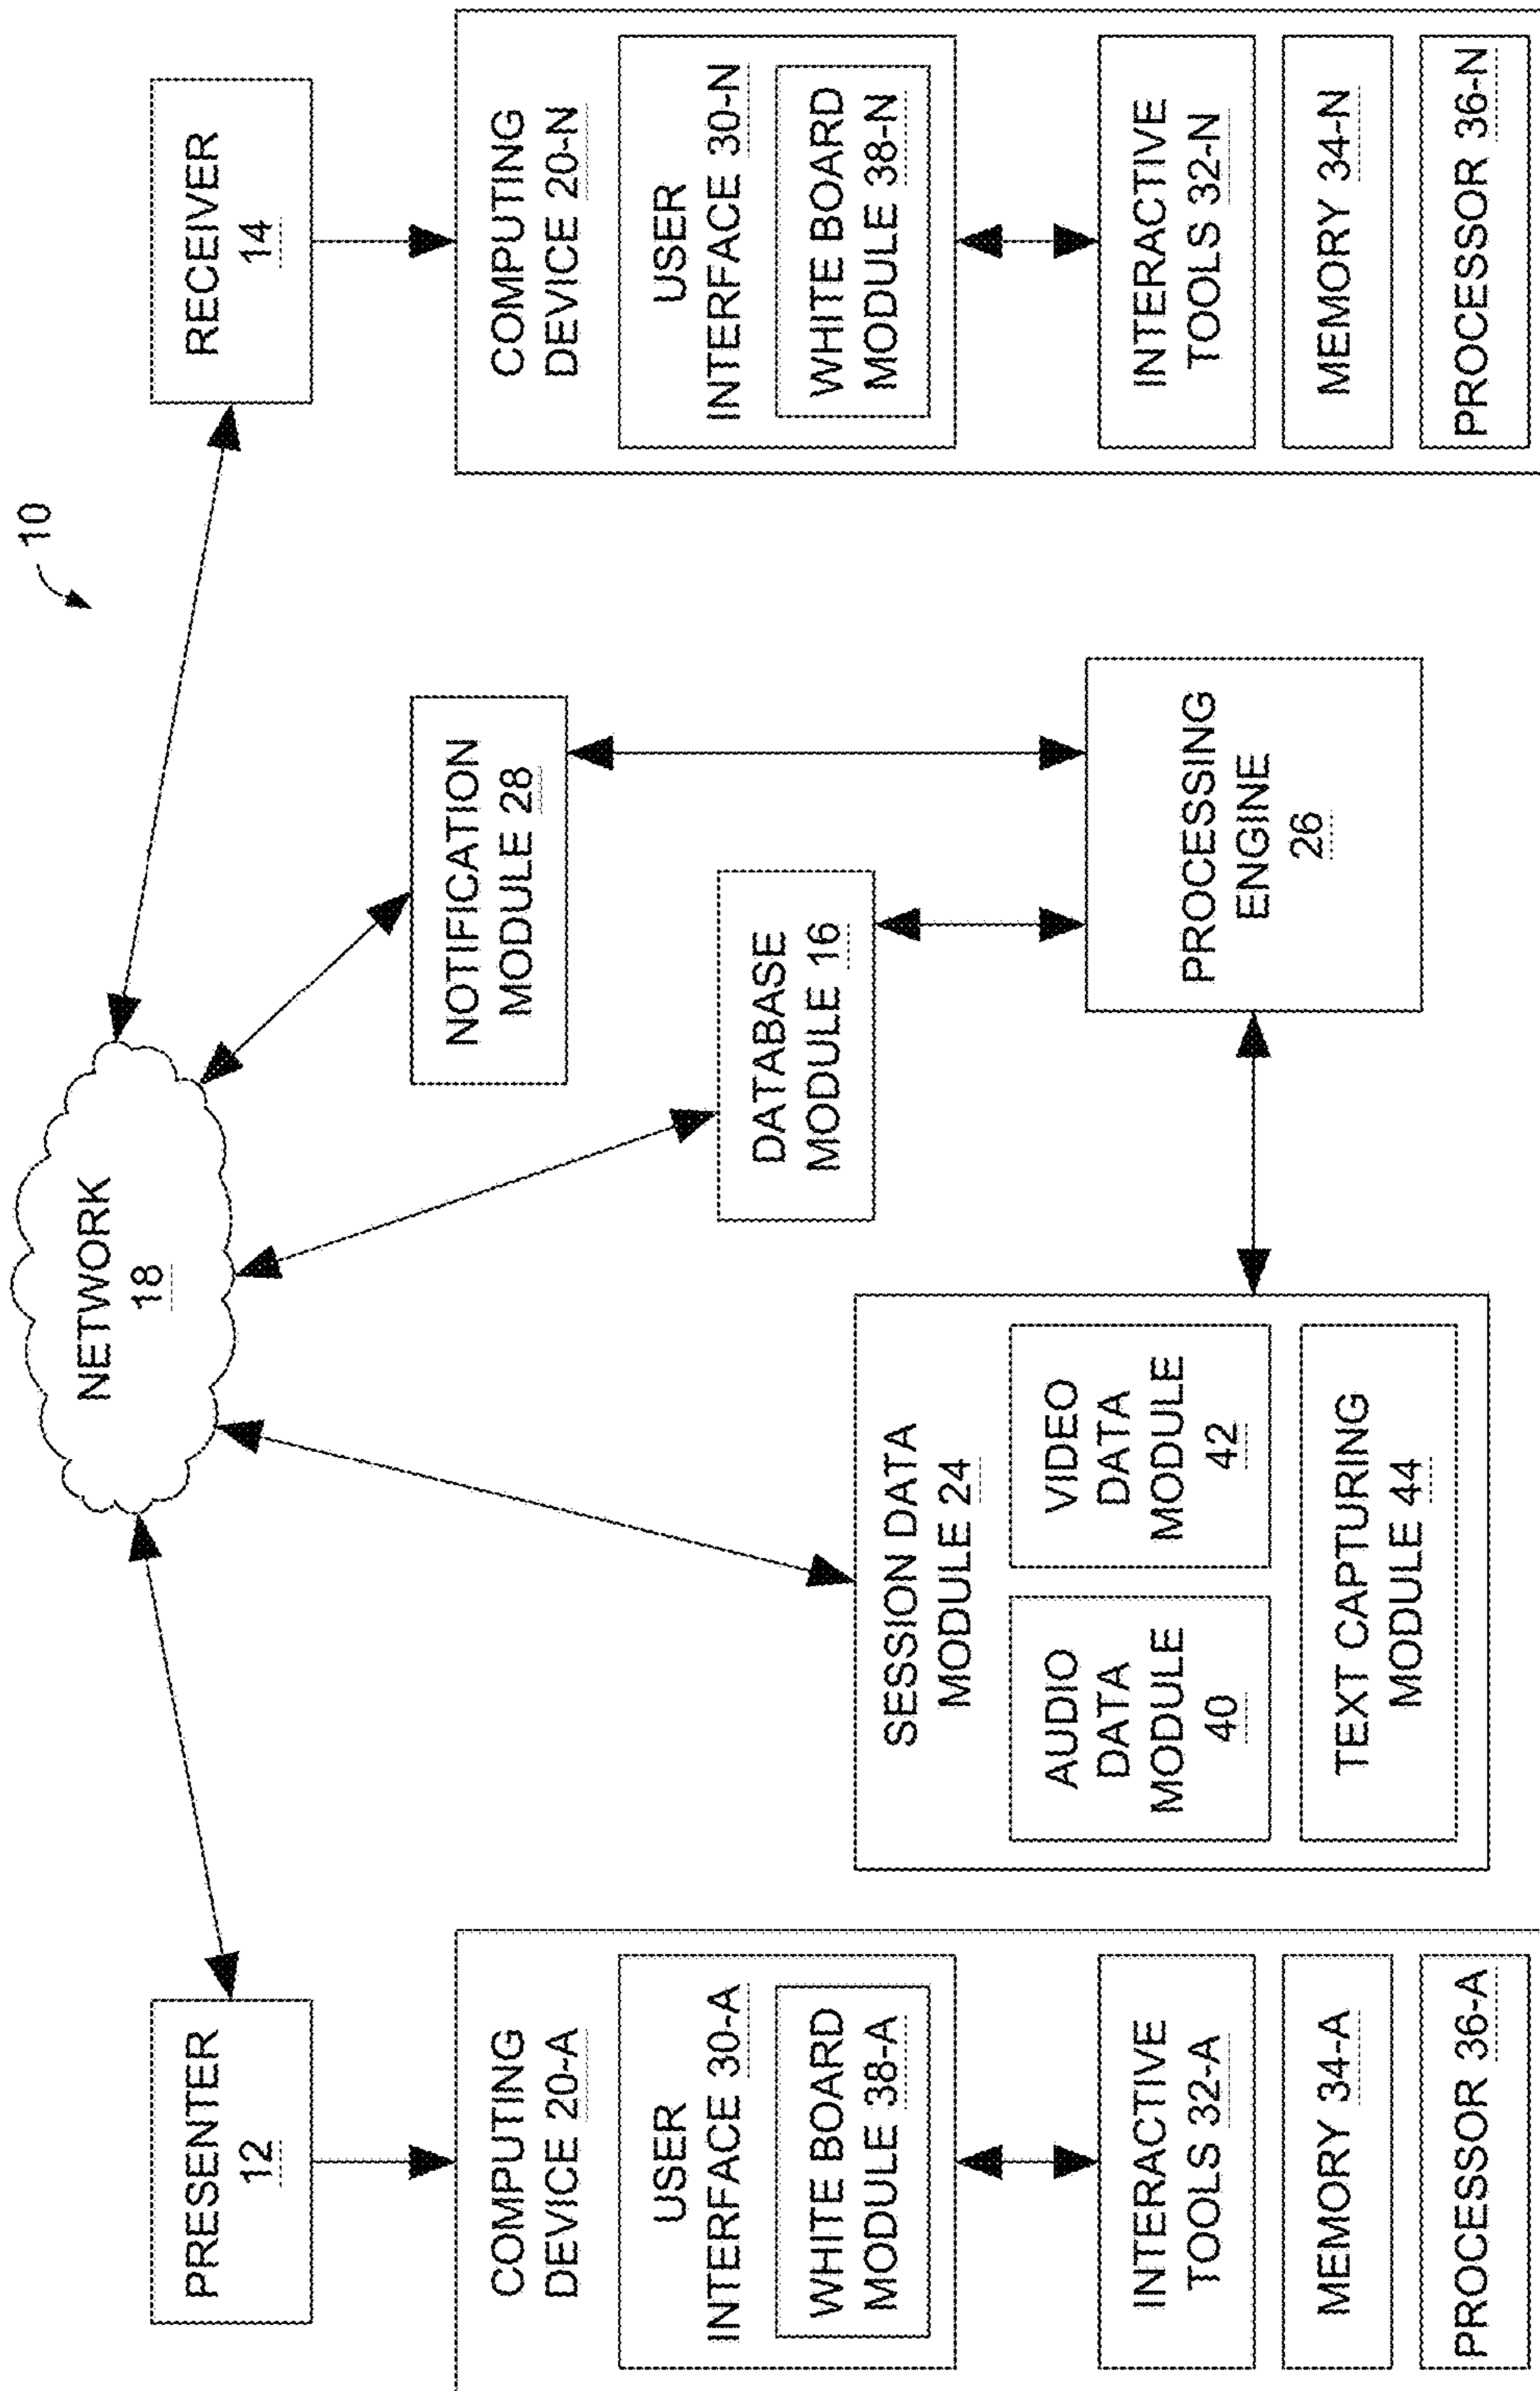 10
NETWORK
18
PRESENTER
12
RECEIVER
14
COMPUTING
DEVICE 20-A
USER
INTERFACE 30-A
WHITE BOARD
MODULE 38-A
INTERACTIVE
TOOLS 32-A
MEMORY 34-A
PROCESSOR 36-A
SESSION DATA
MODULE 24
AUDIO
DATA
MODULE
40
VIDEO
DATA
MODULE
42
TEXT CAPTURING
MODULE 44
DATABASE
MODULE 16
NOTIFICATION
MODULE 28
PROCESSING
ENGINE
26
COMPUTING
DEVICE 20-N
USER
INTERFACE 30-N
WHITE BOARD
MODULE 38-N
INTERACTIVE
TOOLS 32-N
MEMORY 34-N
PROCESSOR 36-N